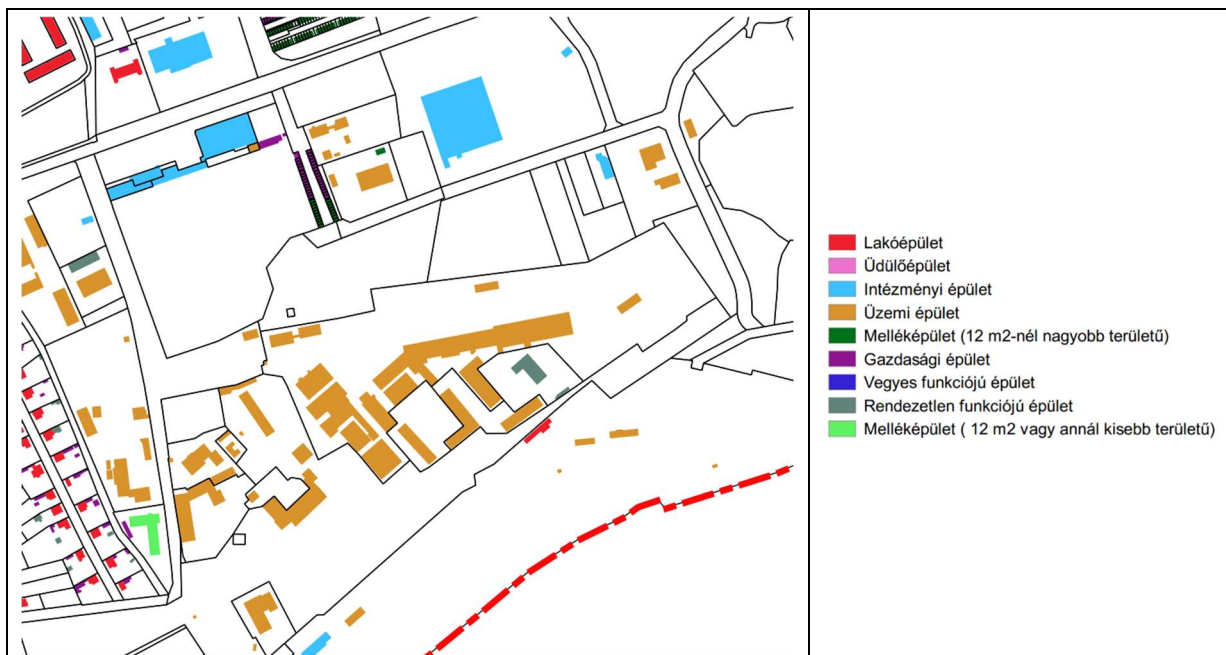 Lakóépület
Üdülőépület
Intézményi épület
Üzemi épület
Melléképület (12 m2-nél nagyobb területű)
Gazdasági épület
Vegyes funkciójú épület
Rendezetlen funkciójú épület
Melléképület ( 12 m2 vagy annál kisebb területű)